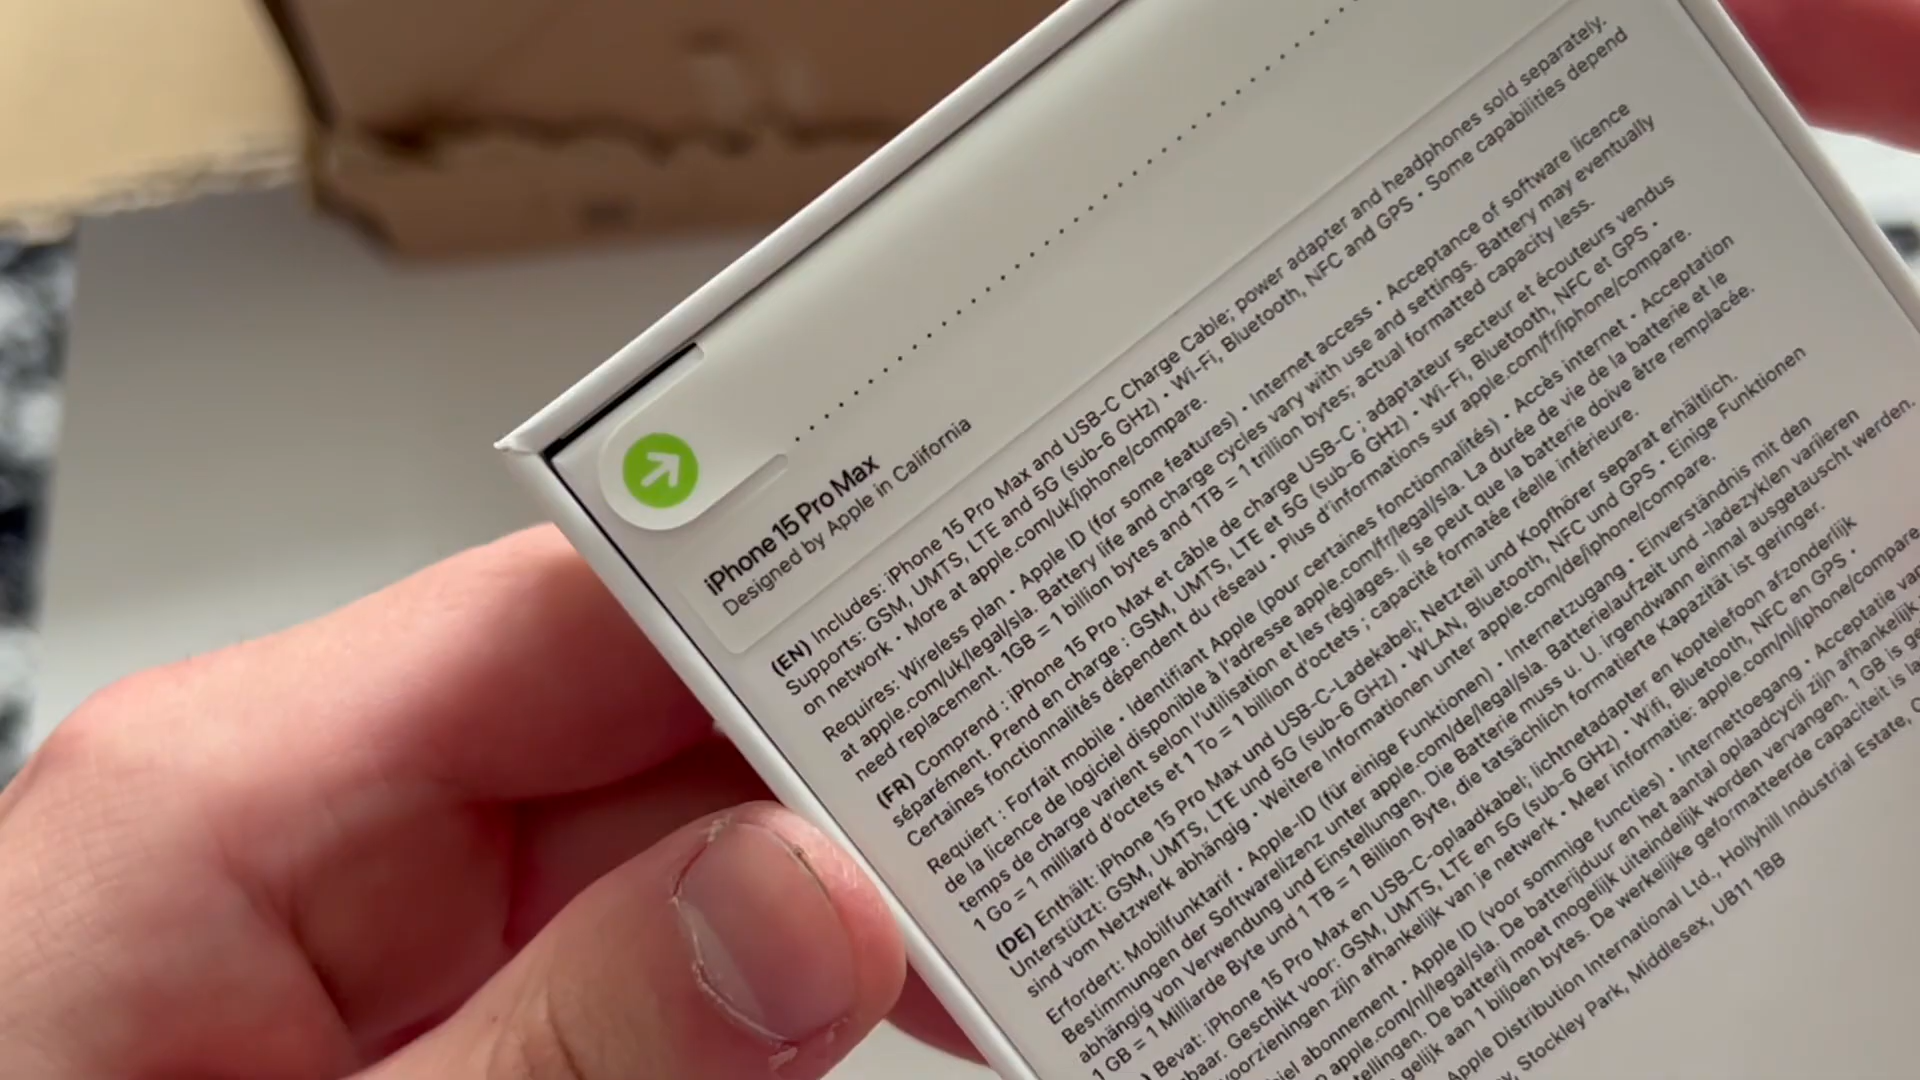 iPhone 15 Pro Max
Designed by Apple in California
(EN) Includes: iPhone 15 Pro Max and USB-C Charge Cable; power adapter and headphones sold separately.
Supports: GSM, UMTS, LTE and 5G (sub-6 GHz) • Wi-Fi, Bluetooth, NFC and GPS • Some capabilities depend
on network • More at apple.com/uk/iphone/compare.
Requires: Wireless plan • Apple ID (for some features) • Internet access • Acceptance of software licence
at apple.com/uk/legal/sla. Battery life and charge cycles vary with use and settings. Battery may eventually
need replacement. 1GB = 1 billion bytes and 1TB = 1 trillion bytes; actual formatted capacity less.
(FR) Comprend : iPhone 15 Pro Max et câble de charge USB-C ; adaptateur secteur et écouteurs vendus
séparément. Prend en charge : GSM, UMTS, LTE et 5G (sub-6 GHz) • Wi-Fi, Bluetooth, NFC et GPS •
Certaines fonctionnalités dépendent du réseau • Plus d'informations sur apple.com/fr/iphone/compare.
Requiert : Forfait mobile • Identifiant Apple (pour certaines fonctionnalités) • Accès internet • Acceptation
de la licence de logiciel disponible à l'adresse apple.com/fr/legal/sla. La durée de vie de la batterie et le
temps de charge varient selon l'utilisation et les réglages. Il se peut que la batterie doive être remplacée.
1 Go = 1 milliard d'octets et 1 To = 1 billion d'octets ; capacité formatée réelle inférieure.
(DE) Enthält: iPhone 15 Pro Max und USB-C-Ladekabel; Netzteil und Kopfhörer separat erhältlich.
Unterstützt: GSM, UMTS, LTE und 5G (sub-6 GHz) • WLAN, Bluetooth, NFC und GPS • Einige Funktionen
sind vom Netzwerk abhängig • Weitere Informationen unter apple.com/de/iphone/compare.
Erfordert: Mobilfunktarif • Apple-ID (für einige Funktionen) • Internetzugang • Einverständnis mit den
Bestimmungen der Softwarelizenz unter apple.com/de/legal/sla. Batterielaufzeit und -ladezyklen variieren
abhängig von Verwendung und Einstellungen. Die Batterie muss u. U. irgendwann einmal ausgetauscht werden.
1 GB = 1 Milliarde Byte und 1 TB = 1 Billion Byte, die tatsächlich formatierte Kapazität ist geringer.
) Bevat: iPhone 15 Pro Max en USB-C-oplaadkabel; lichtnetadapter en koptelefoon afzonderlijk
baar. Geschikt voor: GSM, UMTS, LTE en 5G (sub-6 GHz) • Wifi, Bluetooth, NFC en GPS •
voorzieningen zijn afhankelijk van je netwerk • Meer informatie: apple.com/nl/iphone/compare
iel abonnement • Apple ID (voor sommige functies) • Internettoegang • Acceptatie van
apple.com/nl/legal/sla. De batterijduur en het aantal oplaadcycli zijn afhankelijk
tellingen. De batterij moet mogelijk uiteindelijk worden vervangen. 1 GB is ge
gelijk aan 1 biljoen bytes. De werkelijke geformatteerde capaciteit is la
Apple Distribution International Ltd., Hollyhill Industrial Estate, C
Stockley Park, Middlesex, UB11 1BB